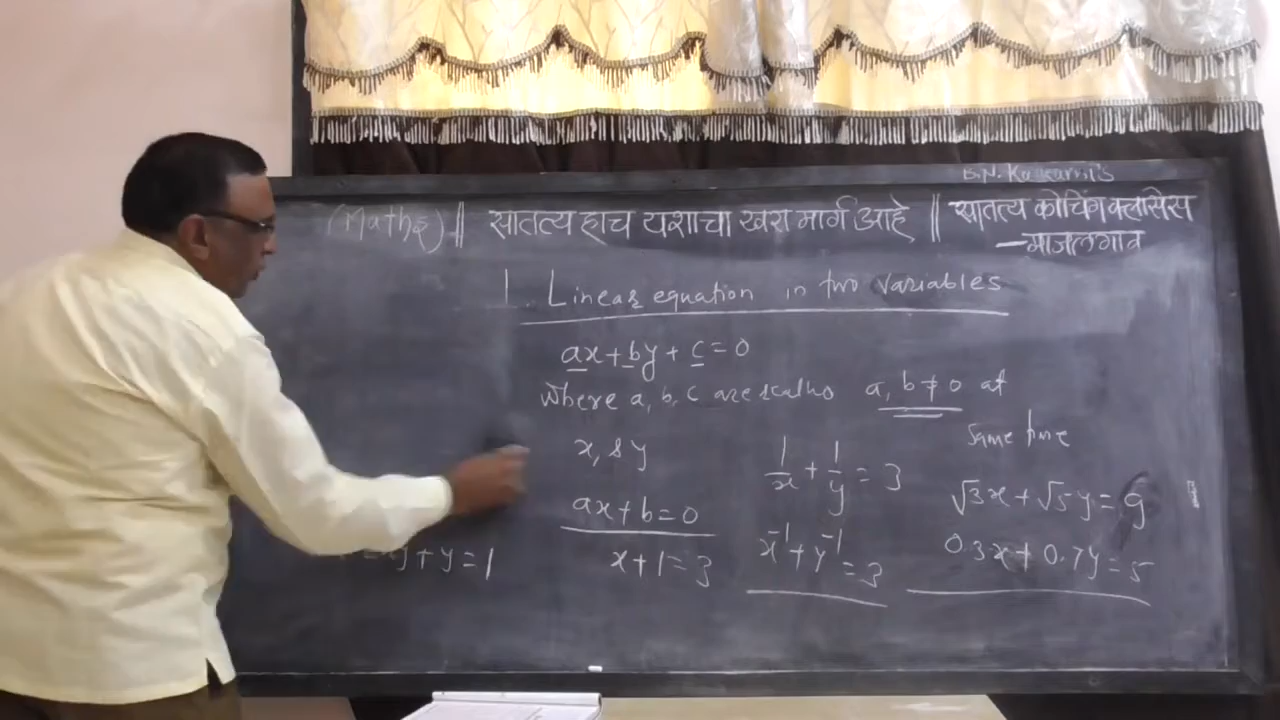 B.N.
(Maths) || सातत्य हाच यशाचा खरा मार्ग आहे || सातत्य कोचिंग क्लासेस
— माजलगाव
1. Linear equation in two variables
ax + by + c = 0
where a, b, c are a, b ≠ 0 at
same time
x, & y
1/x + 1/y = 3
√3x + √5y = 9
ax + b = 0
x⁻¹ + y⁻¹ = 3
0.3x + 0.7y = 5
y + y = 1
x + 1 = 3